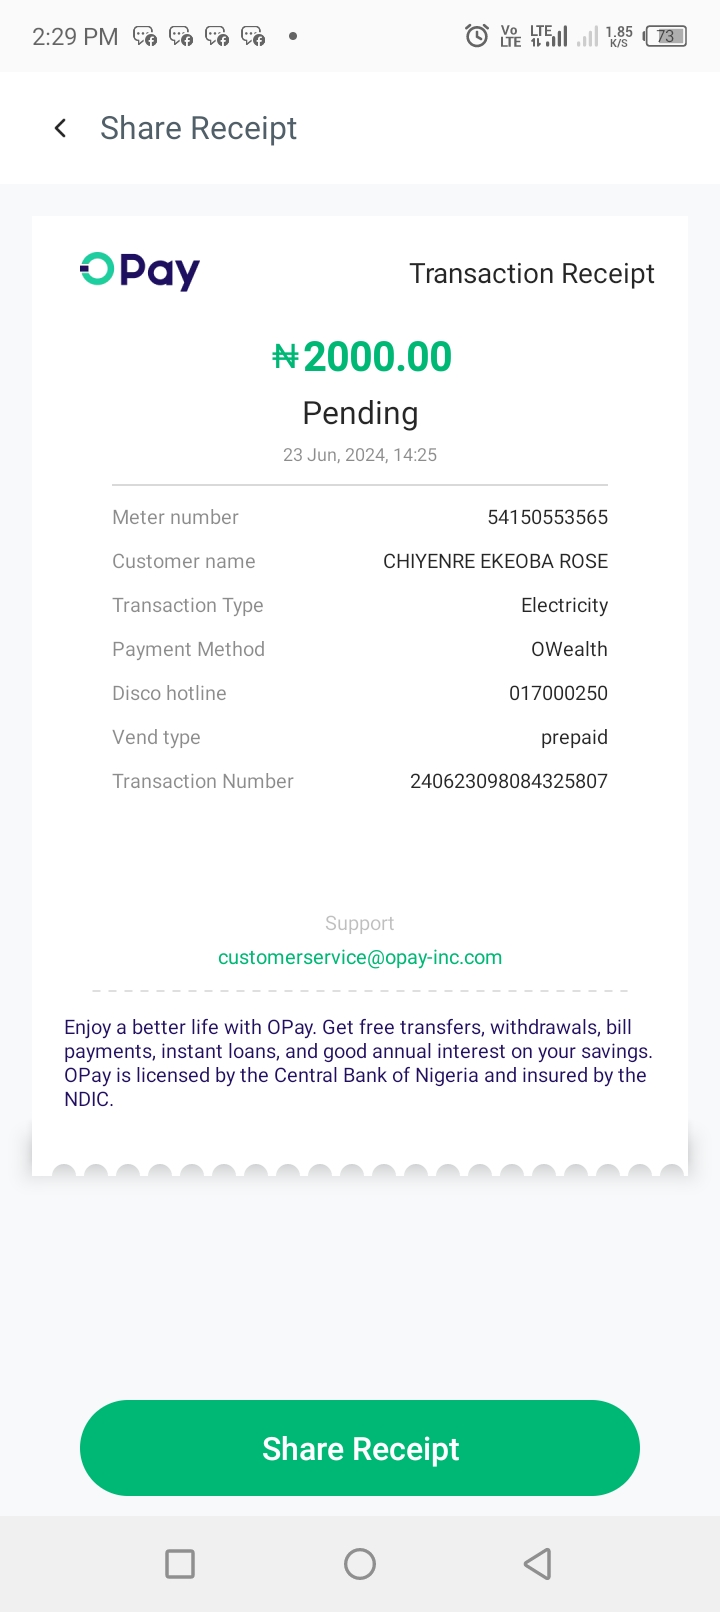 2:29 PM Vo LTE LTE 1.85 K/S 73
Share Receipt
OPay Transaction Receipt
₦2000.00
Pending
23 Jun, 2024, 14:25
Meter number 54150553565
Customer name CHIYENRE EKEOBA ROSE
Transaction Type Electricity
Payment Method OWealth
Disco hotline 017000250
Vend type prepaid
Transaction Number 240623098084325807
Support
customerservice@opay-inc.com
Enjoy a better life with OPay. Get free transfers, withdrawals, bill
payments, instant loans, and good annual interest on your savings.
OPay is licensed by the Central Bank of Nigeria and insured by the
NDIC.
Share Receipt